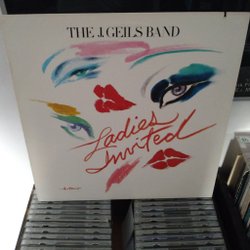 THE J. GEILS BAND
Ladies
Invited